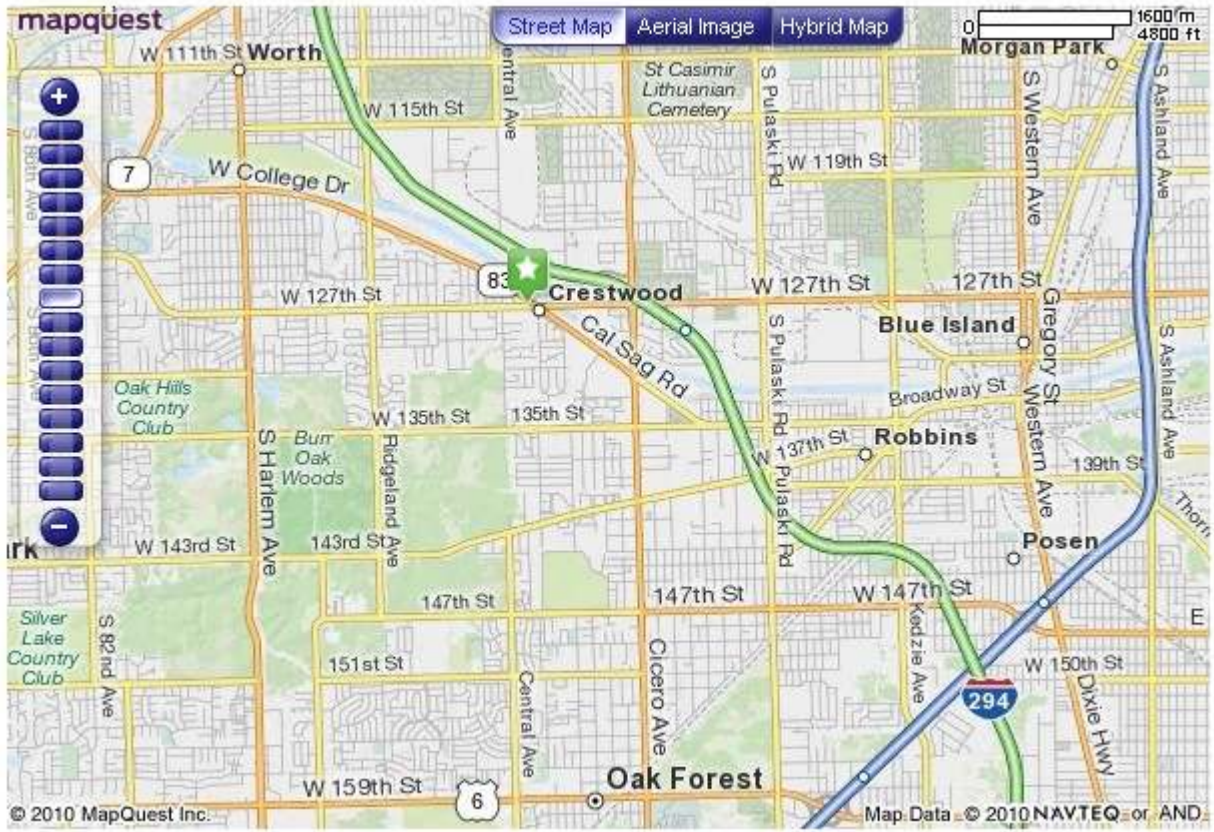 mapquest
Street Map
Aerial Image
Hybrid Map
0
1600 m
4800 ft
W 111th St
Worth
Morgan Park
St Casimir
Lithuanian
Cemetery
S Pulaski Rd
S Western Ave
S Ashland Ave
W 115th St
W 119th St
7
W College Dr
83
W 127th St
Crestwood
W 127th St
127th St
Gregory St
Blue Island
Cal Sag Rd
S Pulaski Rd
S Ashland Ave
Oak Hills
Country
Club
Broadway St
W 135th St
135th St
W 137th St
Robbins
Western Ave
139th St
S Harlem Ave
Burr
Oak
Woods
Ridgeland Ave
Pulaski Rd
Thorn
rk
W 143rd St
143rd St
Posen
147th St
147th St
W 147th St
Kedzie Ave
E
Silver
Lake
Country
Club
S 82nd Ave
151st St
Central Ave
Cicero Ave
W 150th St
294
Dixie Hwy
W 159th St
6
Oak Forest
© 2010 MapQuest Inc.
Map Data © 2010 NAVTEQ or AND